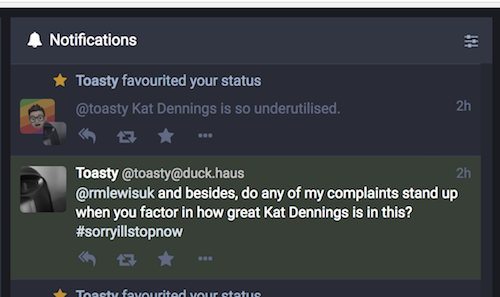 Notifications
Toasty favourited your status
@toasty Kat Dennings is so underutilised.
2h
Toasty @toasty@duck.haus
2h
@rmlewisuk and besides, do any of my complaints stand up
when you factor in how great Kat Dennings is in this?
#sorryillstopnow
Toasty favourited your status